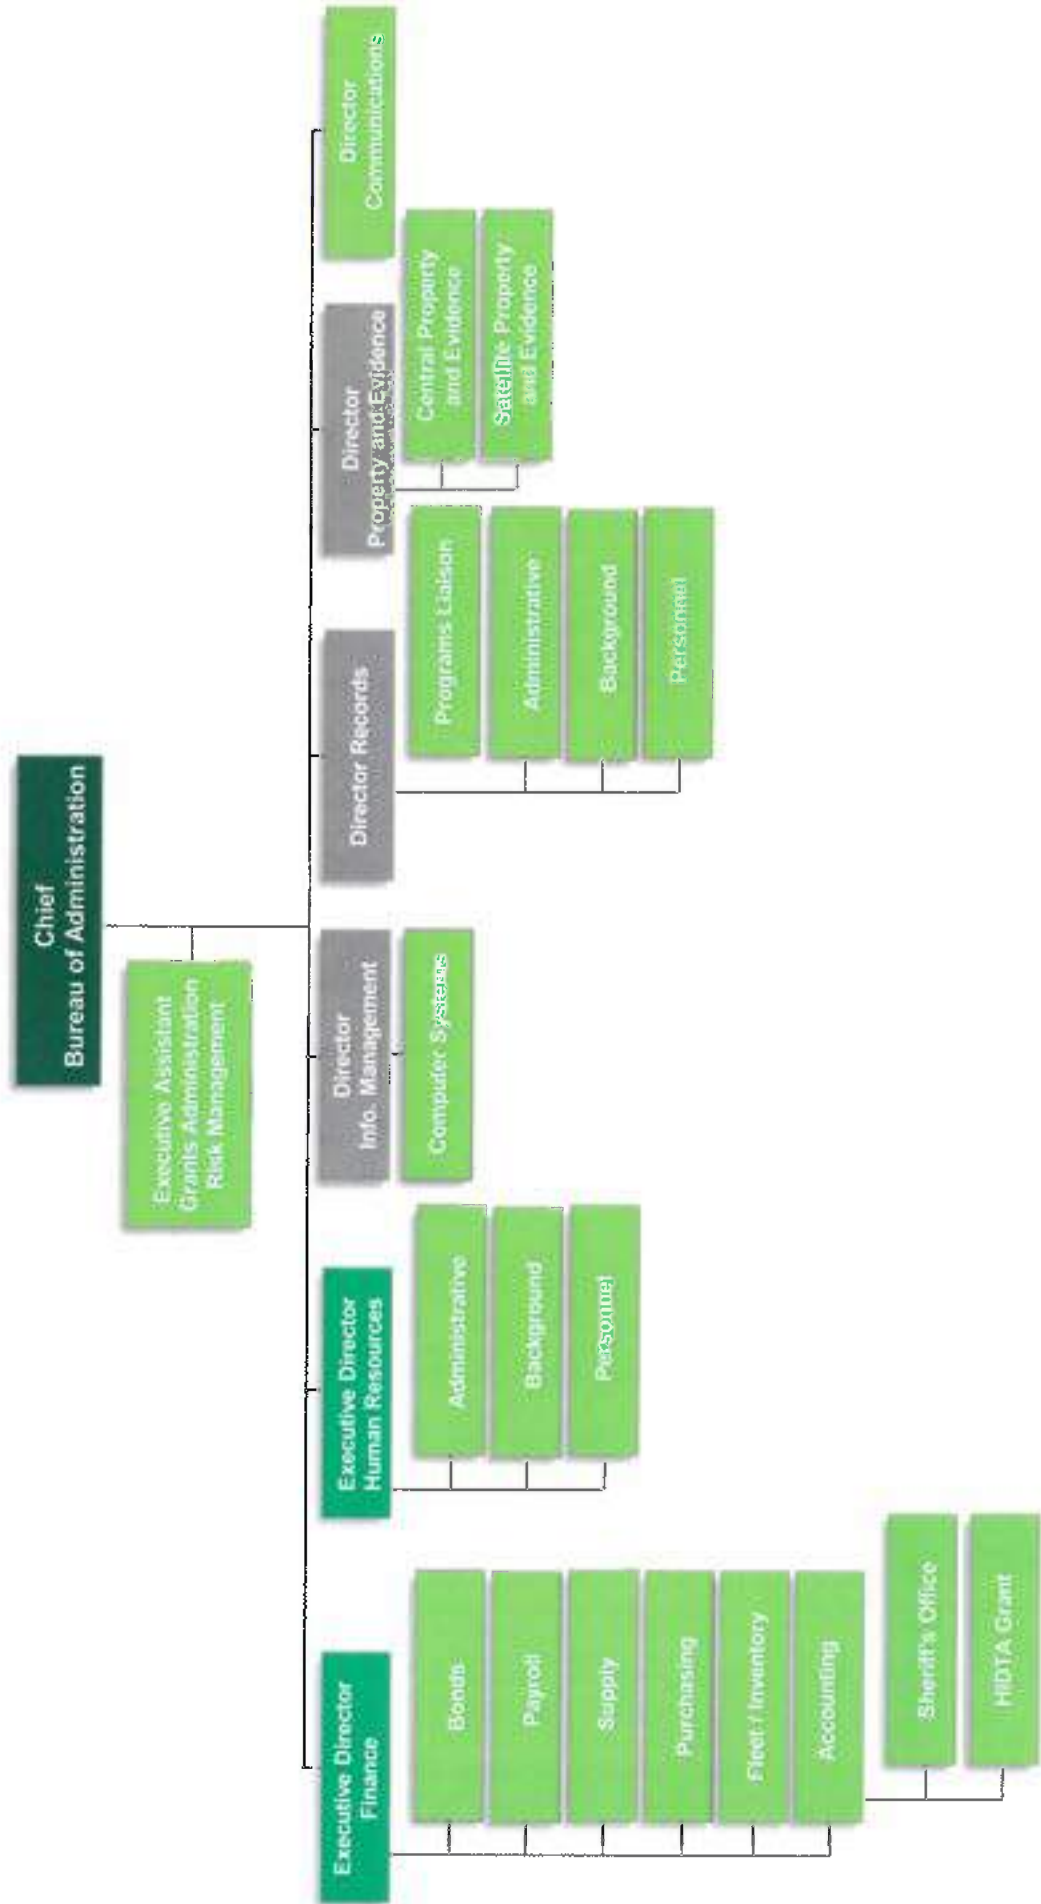 Chief
Bureau of Administration
Executive Assistant
Grants Administration
Risk Management
Executive Director
Finance
Bonds
Payroll
Supply
Purchasing
Fleet / Inventory
Accounting
Sheriff's Office
HIDTA Grant
Executive Director
Human Resources
Administrative
Background
Personnel
Director
Info. Management
Computer Systems
Director Records
Programs Liaison
Administrative
Background
Personnel
Director
Property and Evidence
Central Property
and Evidence
Satellite Property
and Evidence
Director
Communications